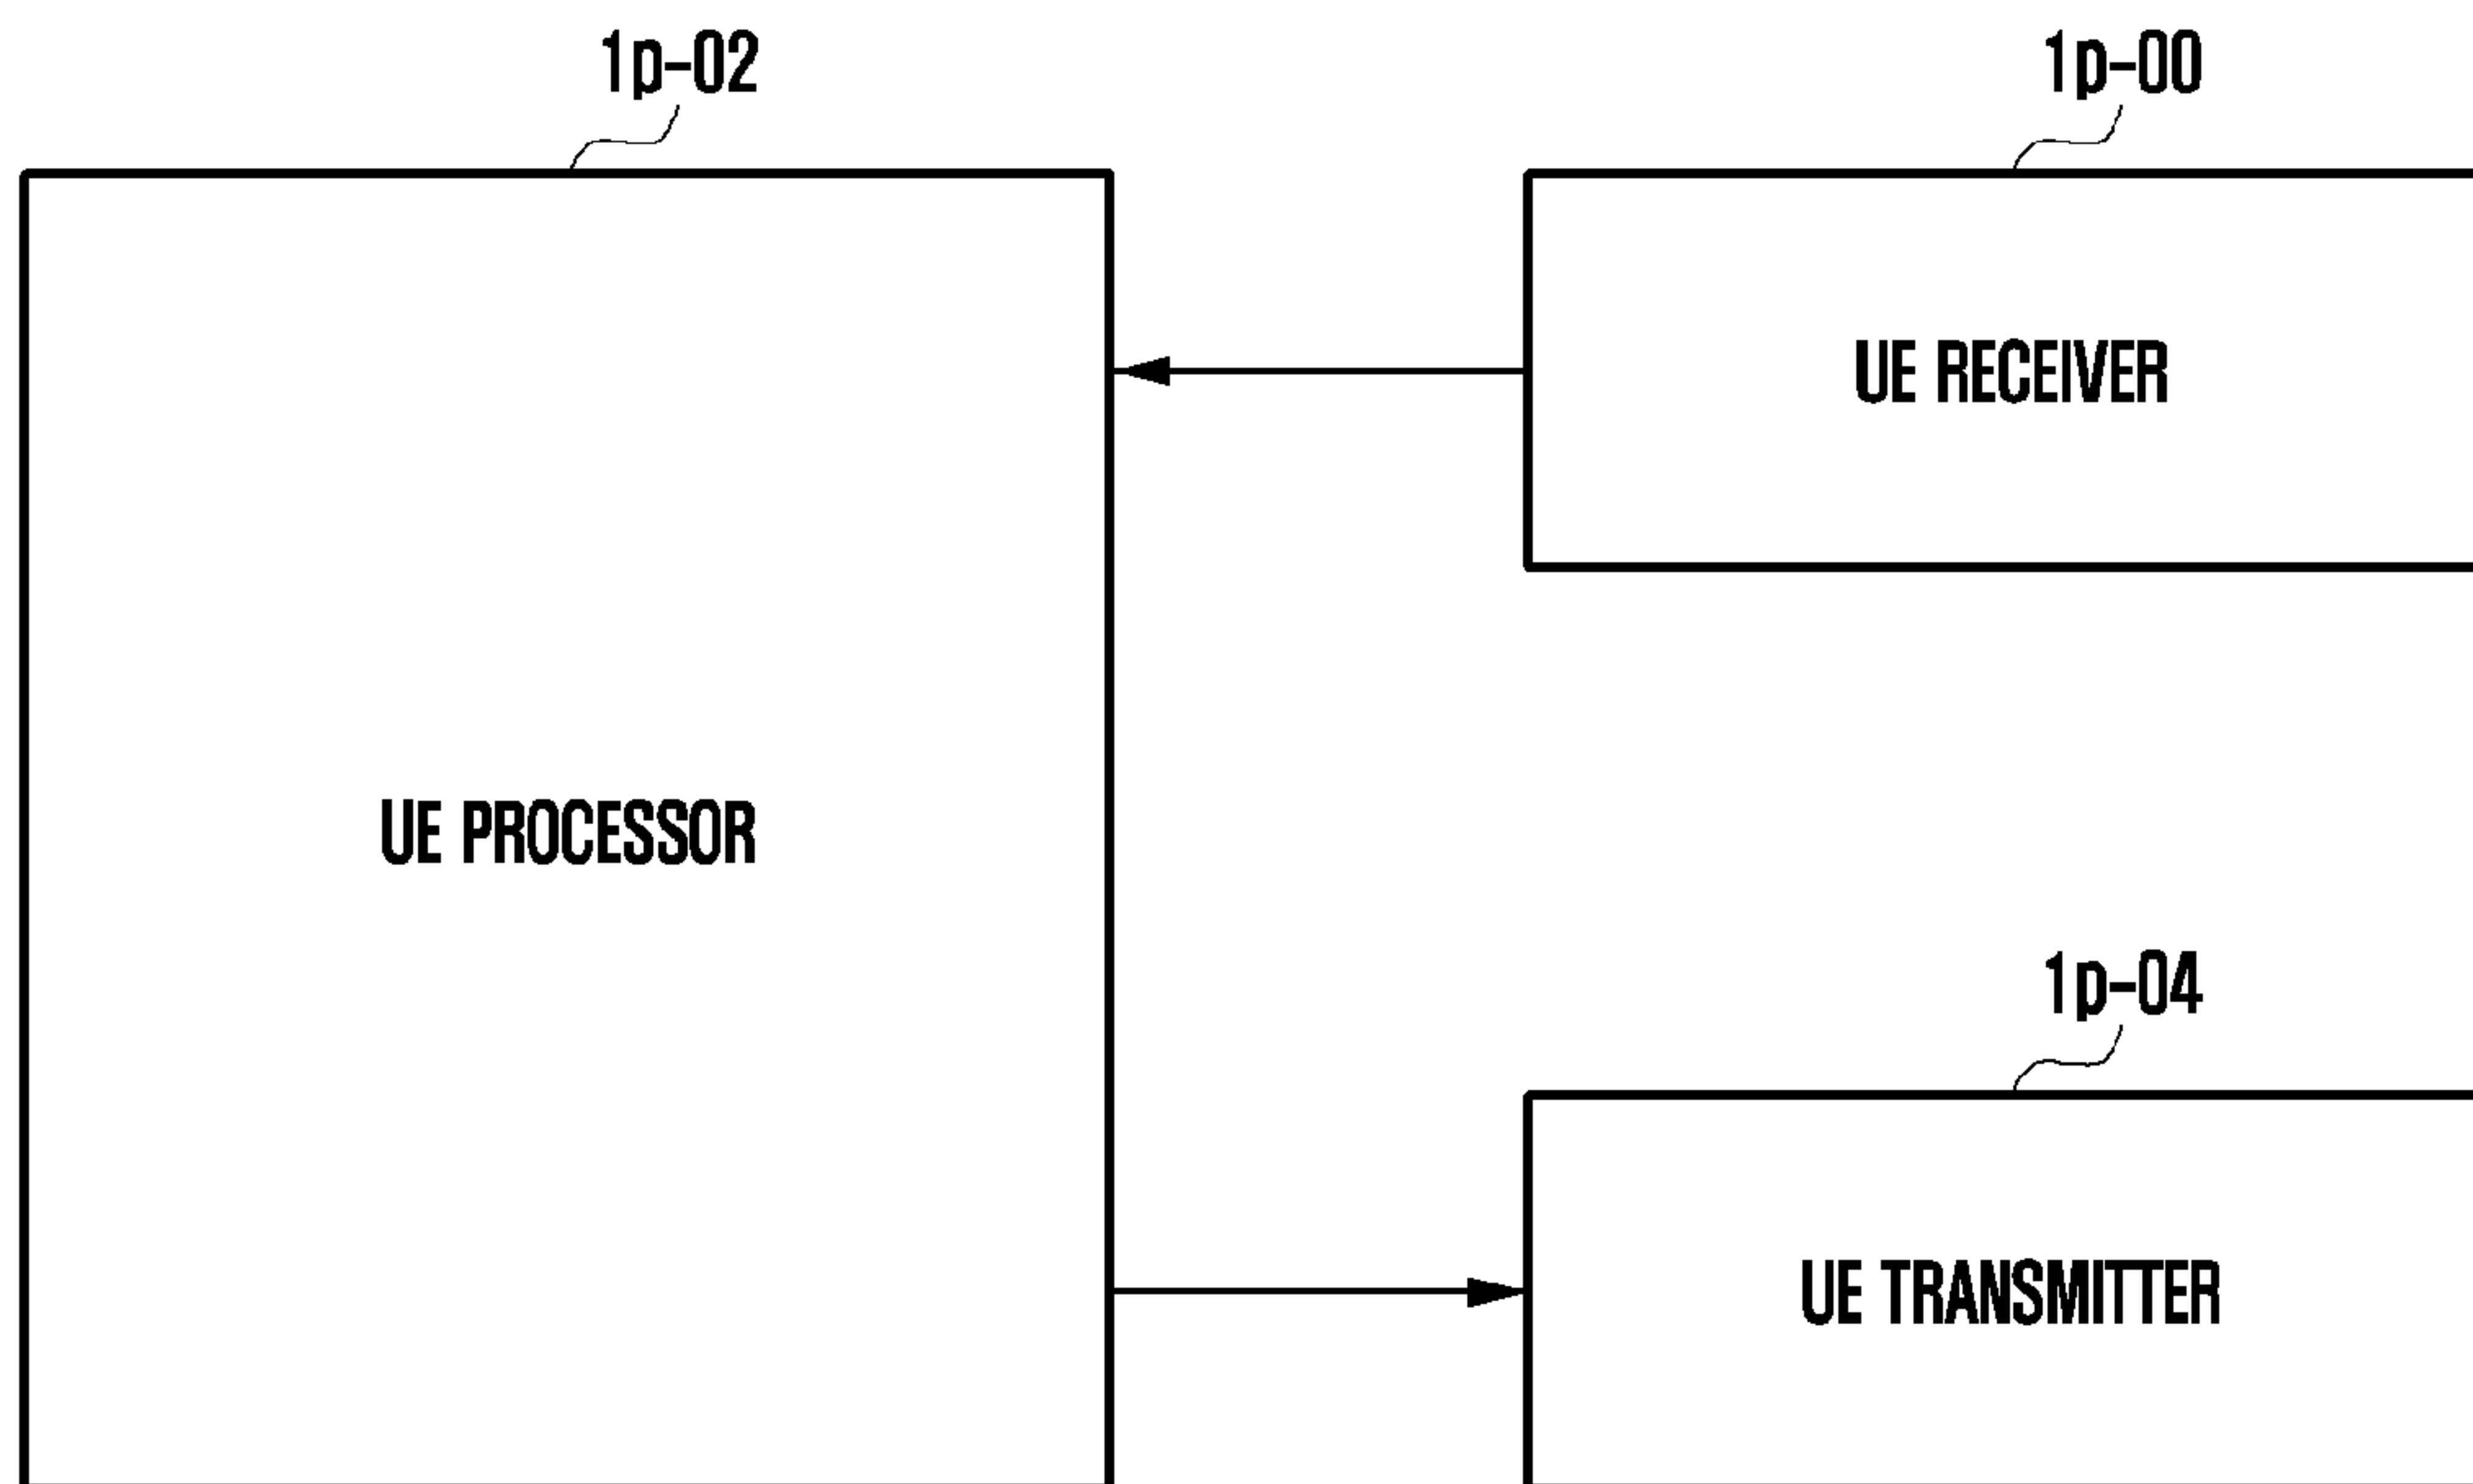 1p-02
1p-00
UE RECEIVER
UE PROCESSOR
1p-04
UE TRANSMITTER